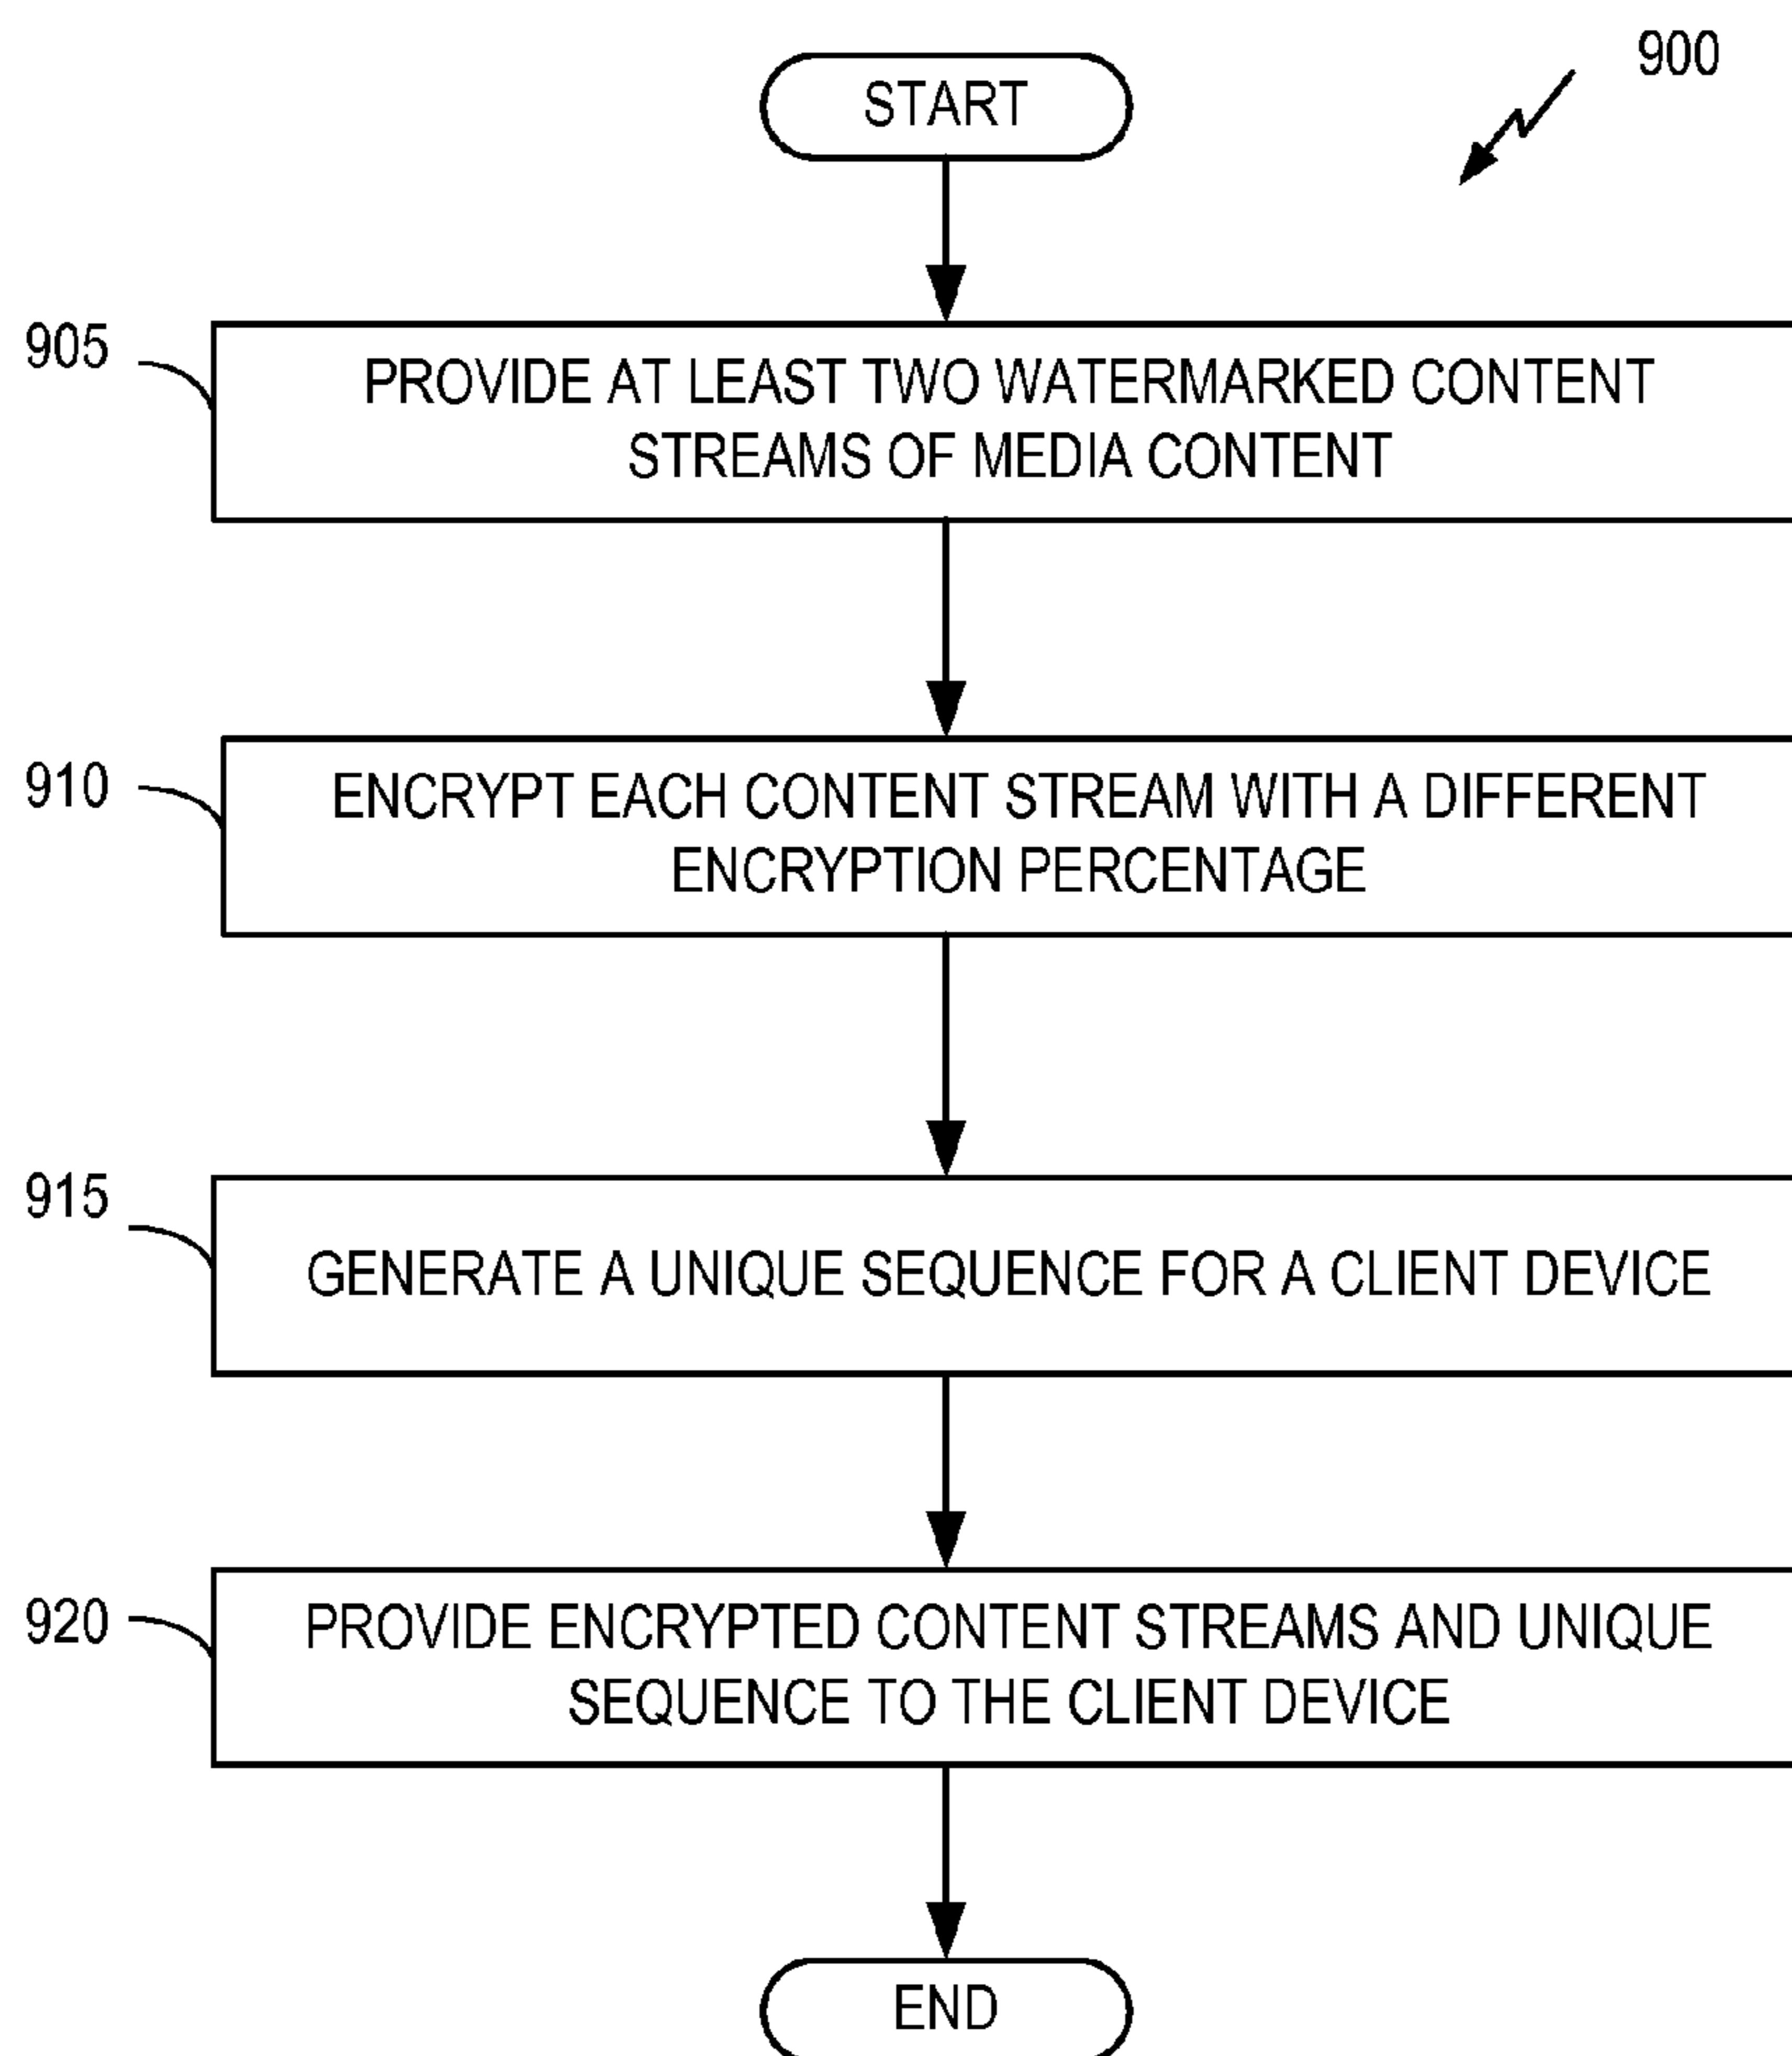 900
START
905
PROVIDE AT LEAST TWO WATERMARKED CONTENT
STREAMS OF MEDIA CONTENT
910
ENCRYPT EACH CONTENT STREAM WITH A DIFFERENT
ENCRYPTION PERCENTAGE
915
GENERATE A UNIQUE SEQUENCE FOR A CLIENT DEVICE
920
PROVIDE ENCRYPTED CONTENT STREAMS AND UNIQUE
SEQUENCE TO THE CLIENT DEVICE
END